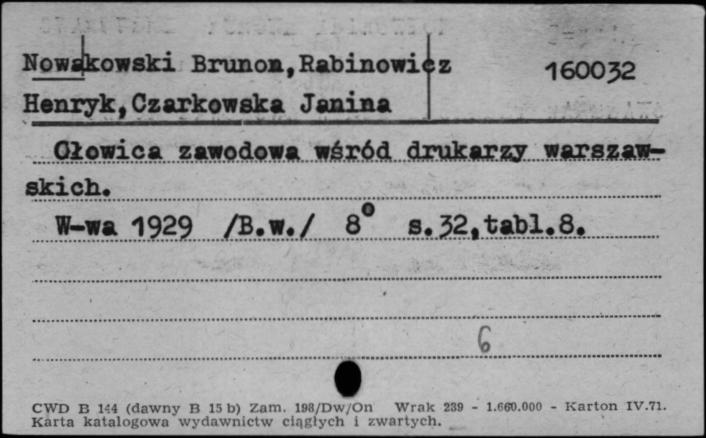 Nowakowski Brunon,Rabinowicz 160032
Henryk,Czarkowska Janina
Ołowica zawodowa wśród drukarzy warszaw-
skich.
W-wa 1929 /B.w./ 8° s.32,tabl.8.
6
CWD B 144 (dawny B 15 b) Zam. 198/Dw/On Wrak 239 - 1.660.000 - Karton IV.71.
Karta katalogowa wydawnictw ciągłych i zwartych.